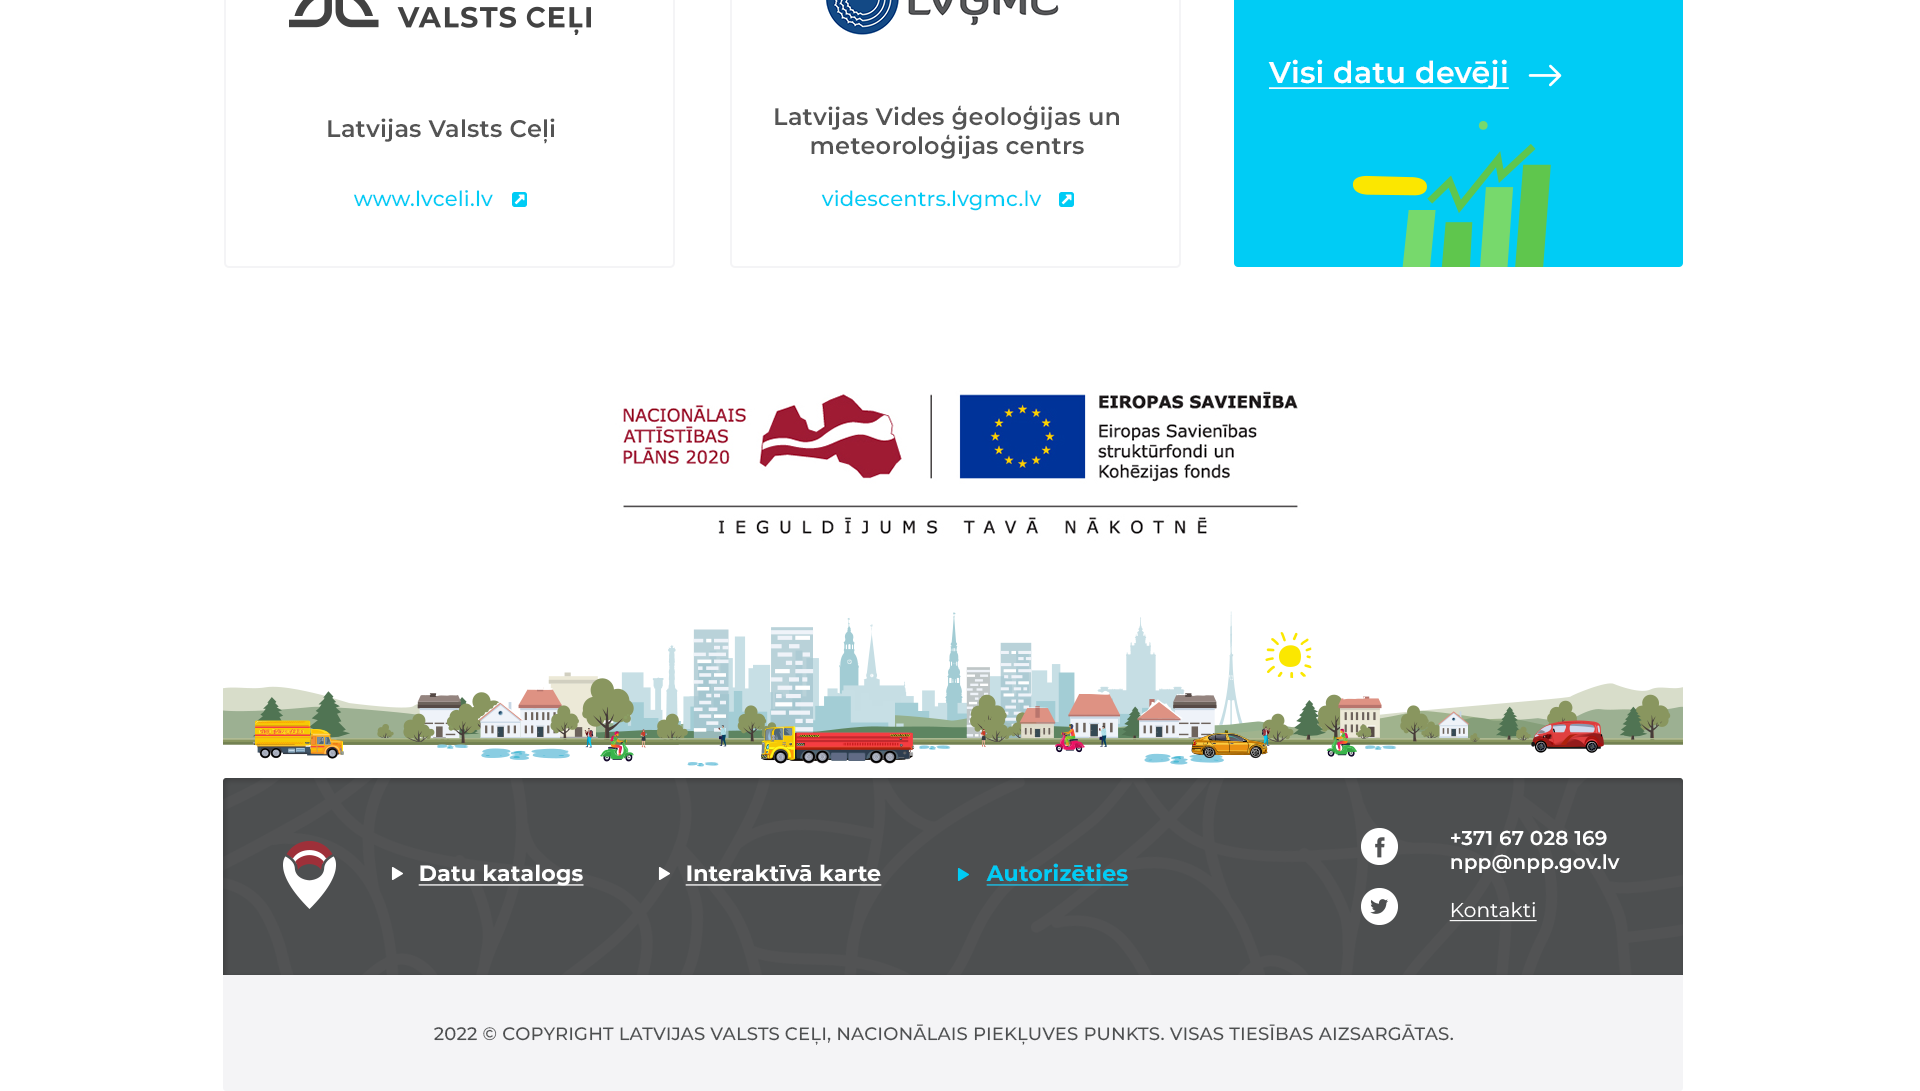 VALSTS CEĻI
LVĢMC
Visi datu devēji
Latvijas Valsts Ceļi
Latvijas Vides ģeoloģijas un
meteoroloģijas centrs
www.lvceli.lv
videscentrs.lvgmc.lv
NACIONĀLAIS
ATTĪSTĪBAS
PLĀNS 2020
EIROPAS SAVIENĪBA
Eiropas Savienības
struktūrfondi un
Kohēzijas fonds
IEGULDĪJUMS TAVĀ NĀKOTNĒ
Datu katalogs
Interaktīvā karte
Autorizēties
+371 67 028 169
npp@npp.gov.lv
Kontakti
2022 © COPYRIGHT LATVIJAS VALSTS CEĻI, NACIONĀLAIS PIEKĻUVES PUNKTS. VISAS TIESĪBAS AIZSARGĀTAS.